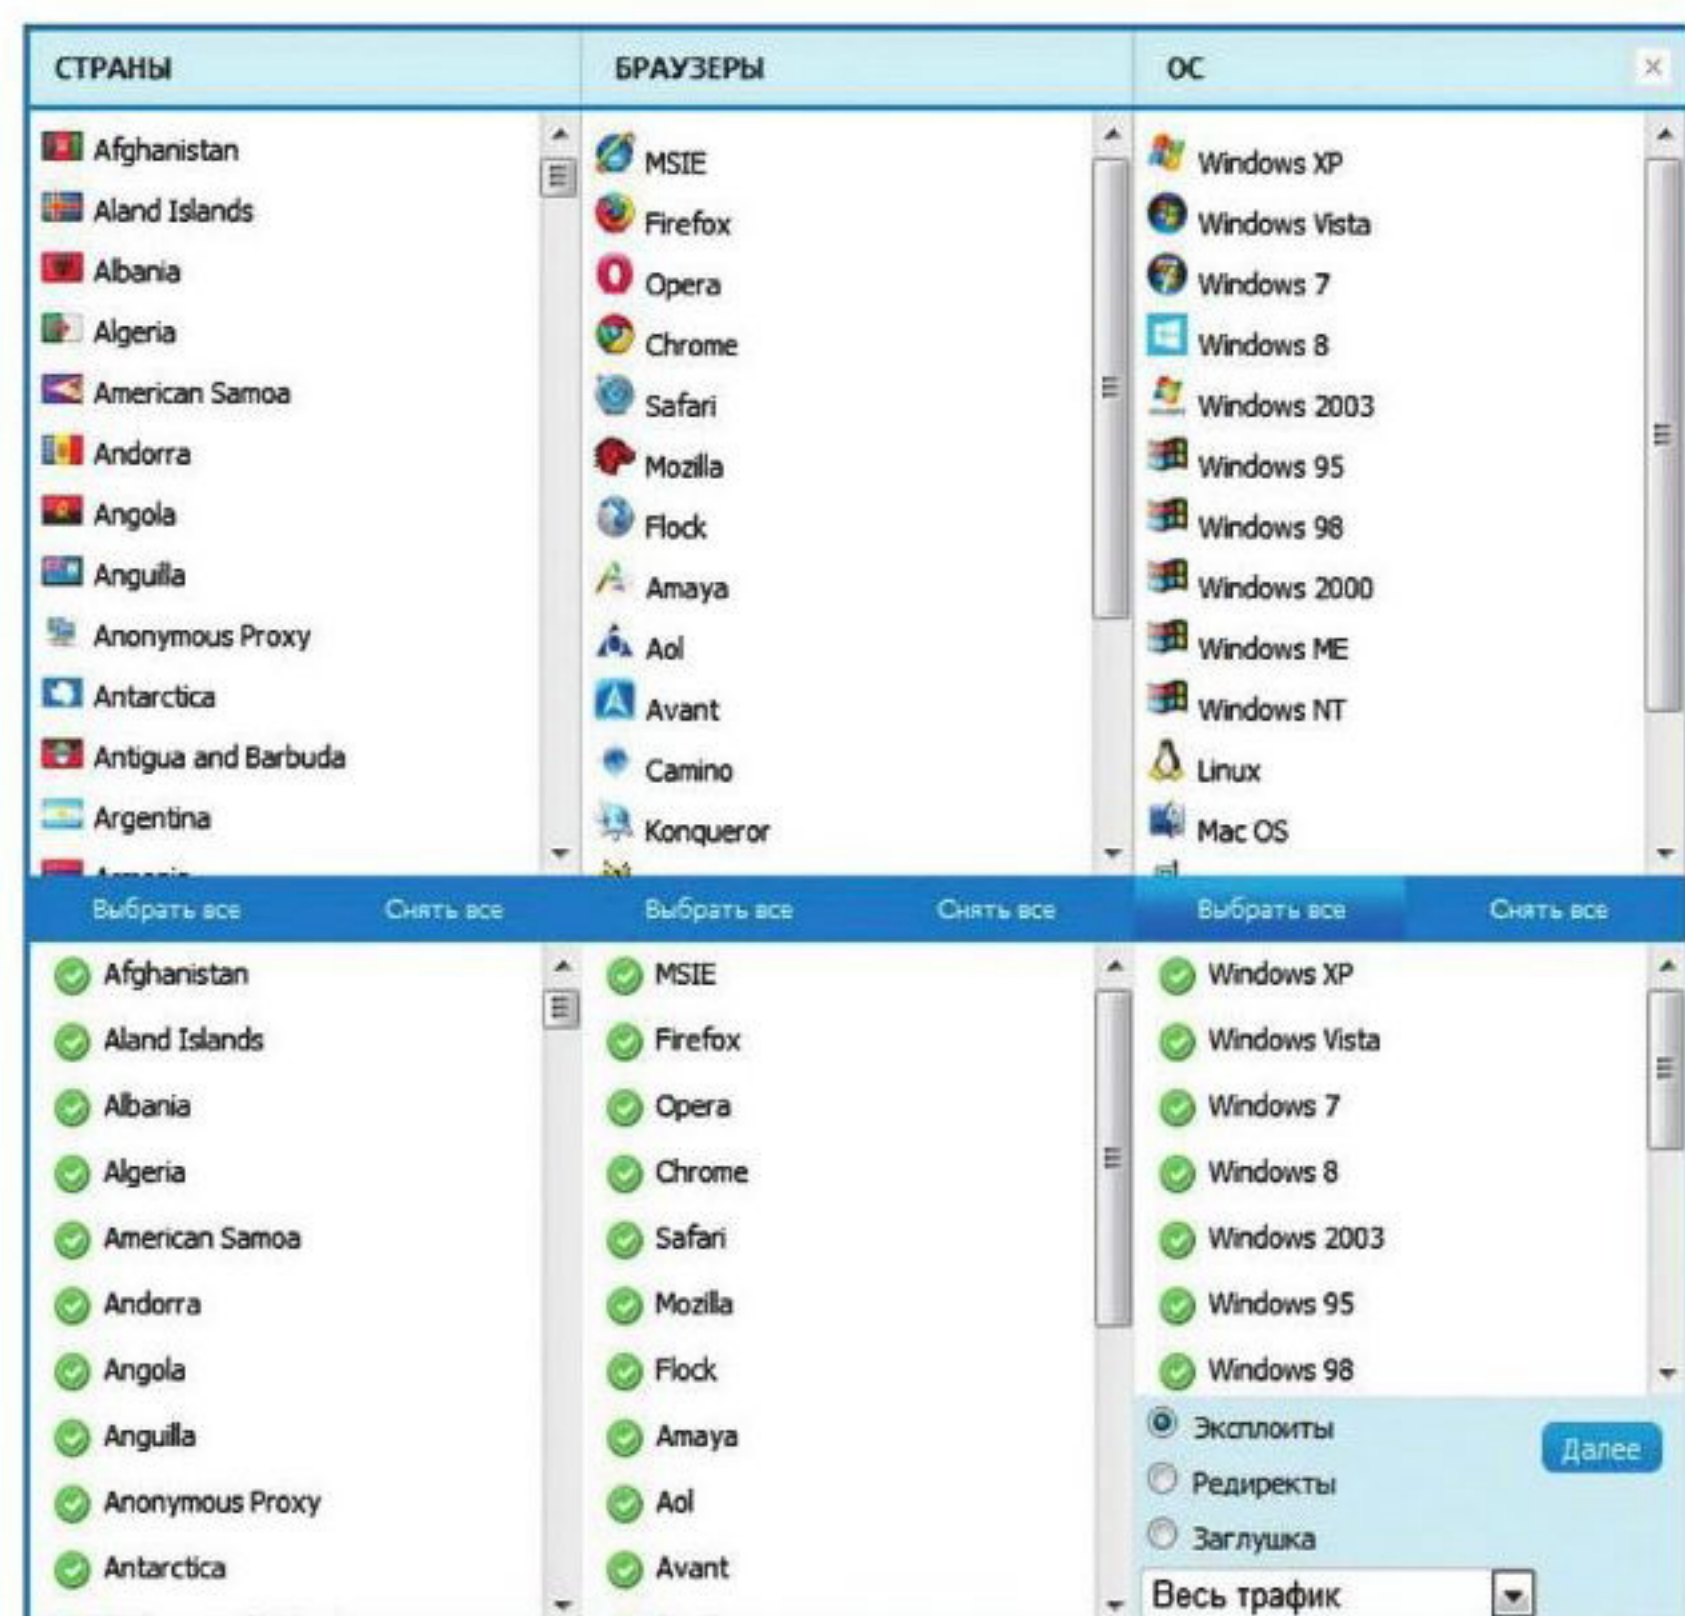 СТРАНЫ
БРАУЗЕРЫ
ОС
Afghanistan
Aland Islands
Albania
Algeria
American Samoa
Andorra
Angola
Anguilla
Anonymous Proxy
Antarctica
Antigua and Barbuda
Argentina
Armenia
MSIE
Firefox
Opera
Chrome
Safari
Mozilla
Flock
Amaya
Aol
Avant
Camino
Konqueror
Windows XP
Windows Vista
Windows 7
Windows 8
Windows 2003
Windows 95
Windows 98
Windows 2000
Windows ME
Windows NT
Linux
Mac OS
Выбрать все
Снять все
Выбрать все
Снять все
Выбрать все
Снять все
Afghanistan
Aland Islands
Albania
Algeria
American Samoa
Andorra
Angola
Anguilla
Anonymous Proxy
Antarctica
MSIE
Firefox
Opera
Chrome
Safari
Mozilla
Flock
Amaya
Aol
Avant
Windows XP
Windows Vista
Windows 7
Windows 8
Windows 2003
Windows 95
Windows 98
Эксплоиты
Далее
Редиректы
Заглушка
Весь трафик